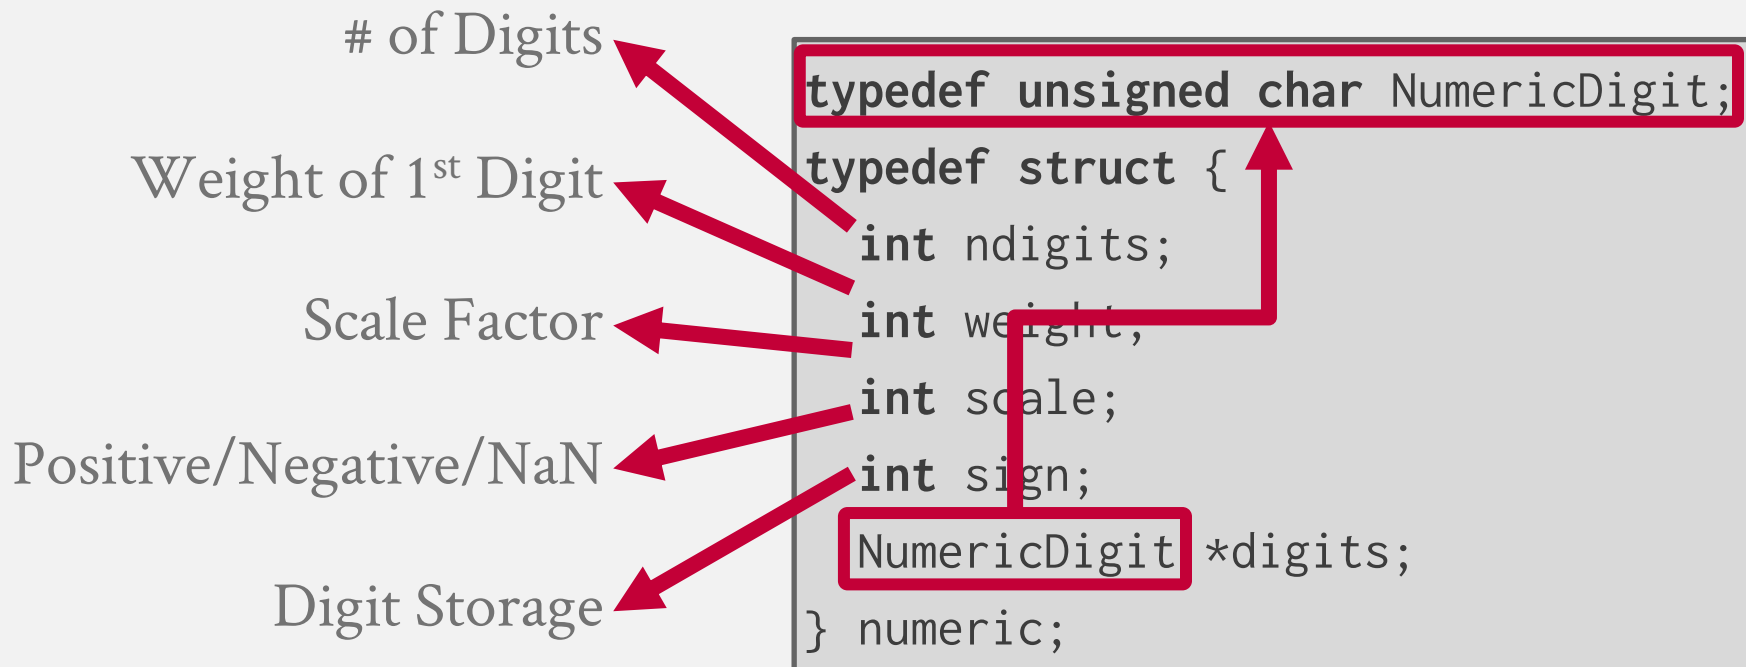 # of Digits
Weight of 1st Digit
Scale Factor
Positive/Negative/NaN
Digit Storage
typedef unsigned char NumericDigit;
typedef struct {
int ndigits;
int weight;
int scale;
int sign;
NumericDigit *digits;
} numeric;